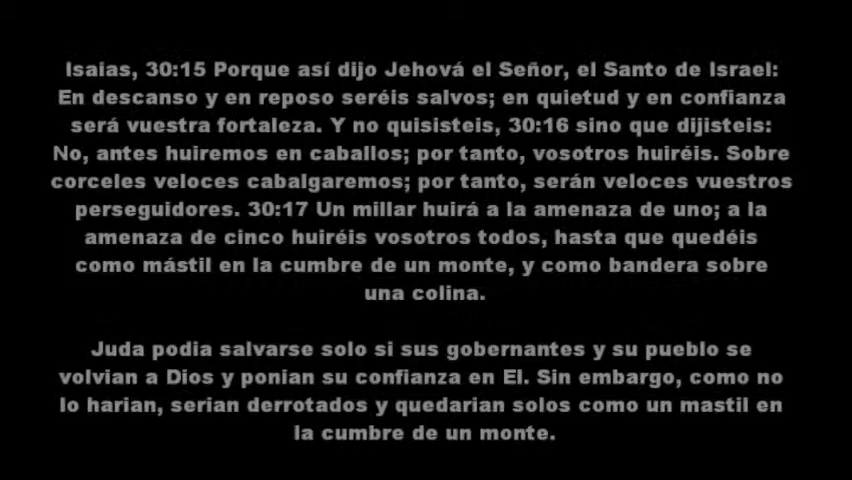 Isaias, 30:15 Porque así dijo Jehová el Señor, el Santo de Israel:
En descanso y en reposo seréis salvos; en quietud y en confianza
será vuestra fortaleza. Y no quisisteis, 30:16 sino que dijisteis:
No, antes huiremos en caballos; por tanto, vosotros huiréis. Sobre
corceles veloces cabalgaremos; por tanto, serán veloces vuestros
perseguidores. 30:17 Un millar huirá a la amenaza de uno; a la
amenaza de cinco huiréis vosotros todos, hasta que quedéis
como mástil en la cumbre de un monte, y como bandera sobre
una colina.
Juda podia salvarse solo si sus gobernantes y su pueblo se
volvian a Dios y ponian su confianza en El. Sin embargo, como no
lo harian, serian derrotados y quedarian solos como un mastil en
la cumbre de un monte.